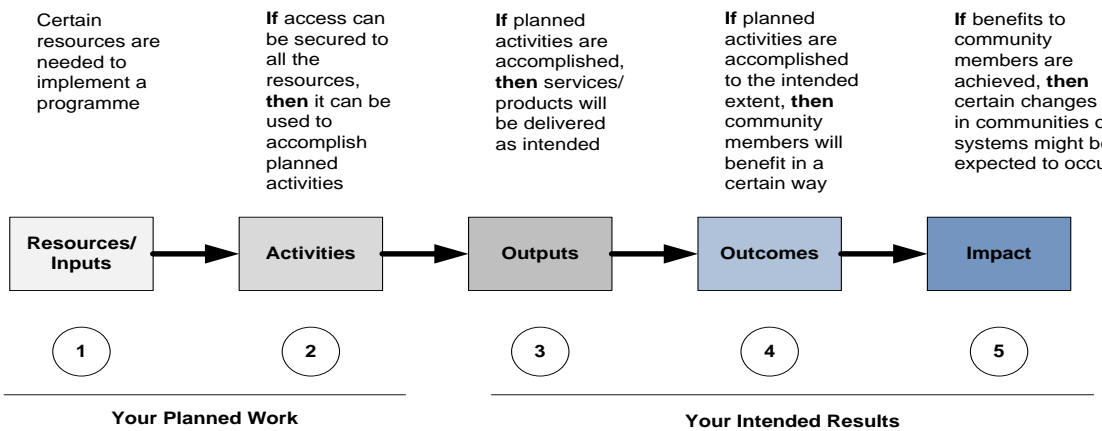 Certain
resources are
needed to
implement a
programme
If access can
be secured to
all the
resources,
then it can be
used to
accomplish
planned
activities
If planned
activities are
accomplished,
then services/
products will
be delivered
as intended
If planned
activities are
accomplished
to the intended
extent, then
community
members will
benefit in a
certain way
If benefits to
community
members are
achieved, then
certain changes
in communities
systems might
expected to
Resources/
Inputs
Activities
Outputs
Outcomes
Impact
1
2
3
4
5
Your Planned Work
Your Intended Results